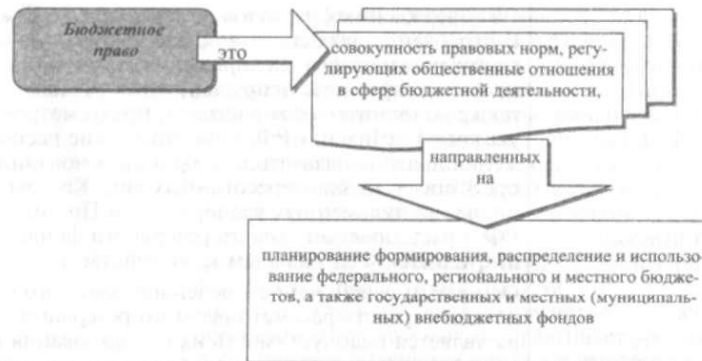 Бюджетное
право
это
совокупность правовых норм, регу-
лирующих общественные отношения
в сфере бюджетной деятельности,
направленных
на
планирование формирования, распределение и использо-
вание федерального, регионального и местного бюдже-
тов, а также государственных и местных (муниципаль-
ных) внебюджетных фондов